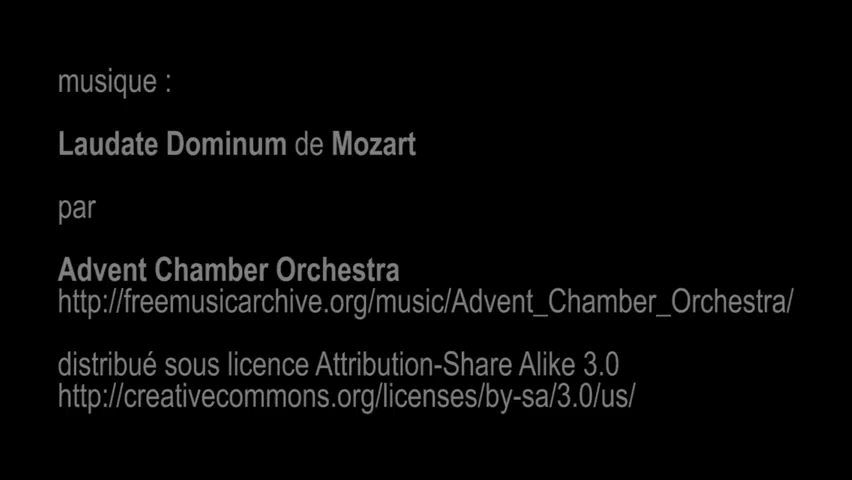 musique :
Laudate Dominum de Mozart
par
Advent Chamber Orchestra
http://freemusicarchive.org/music/Advent_Chamber_Orchestra/
distribué sous licence Attribution-Share Alike 3.0
http://creativecommons.org/licenses/by-sa/3.0/us/